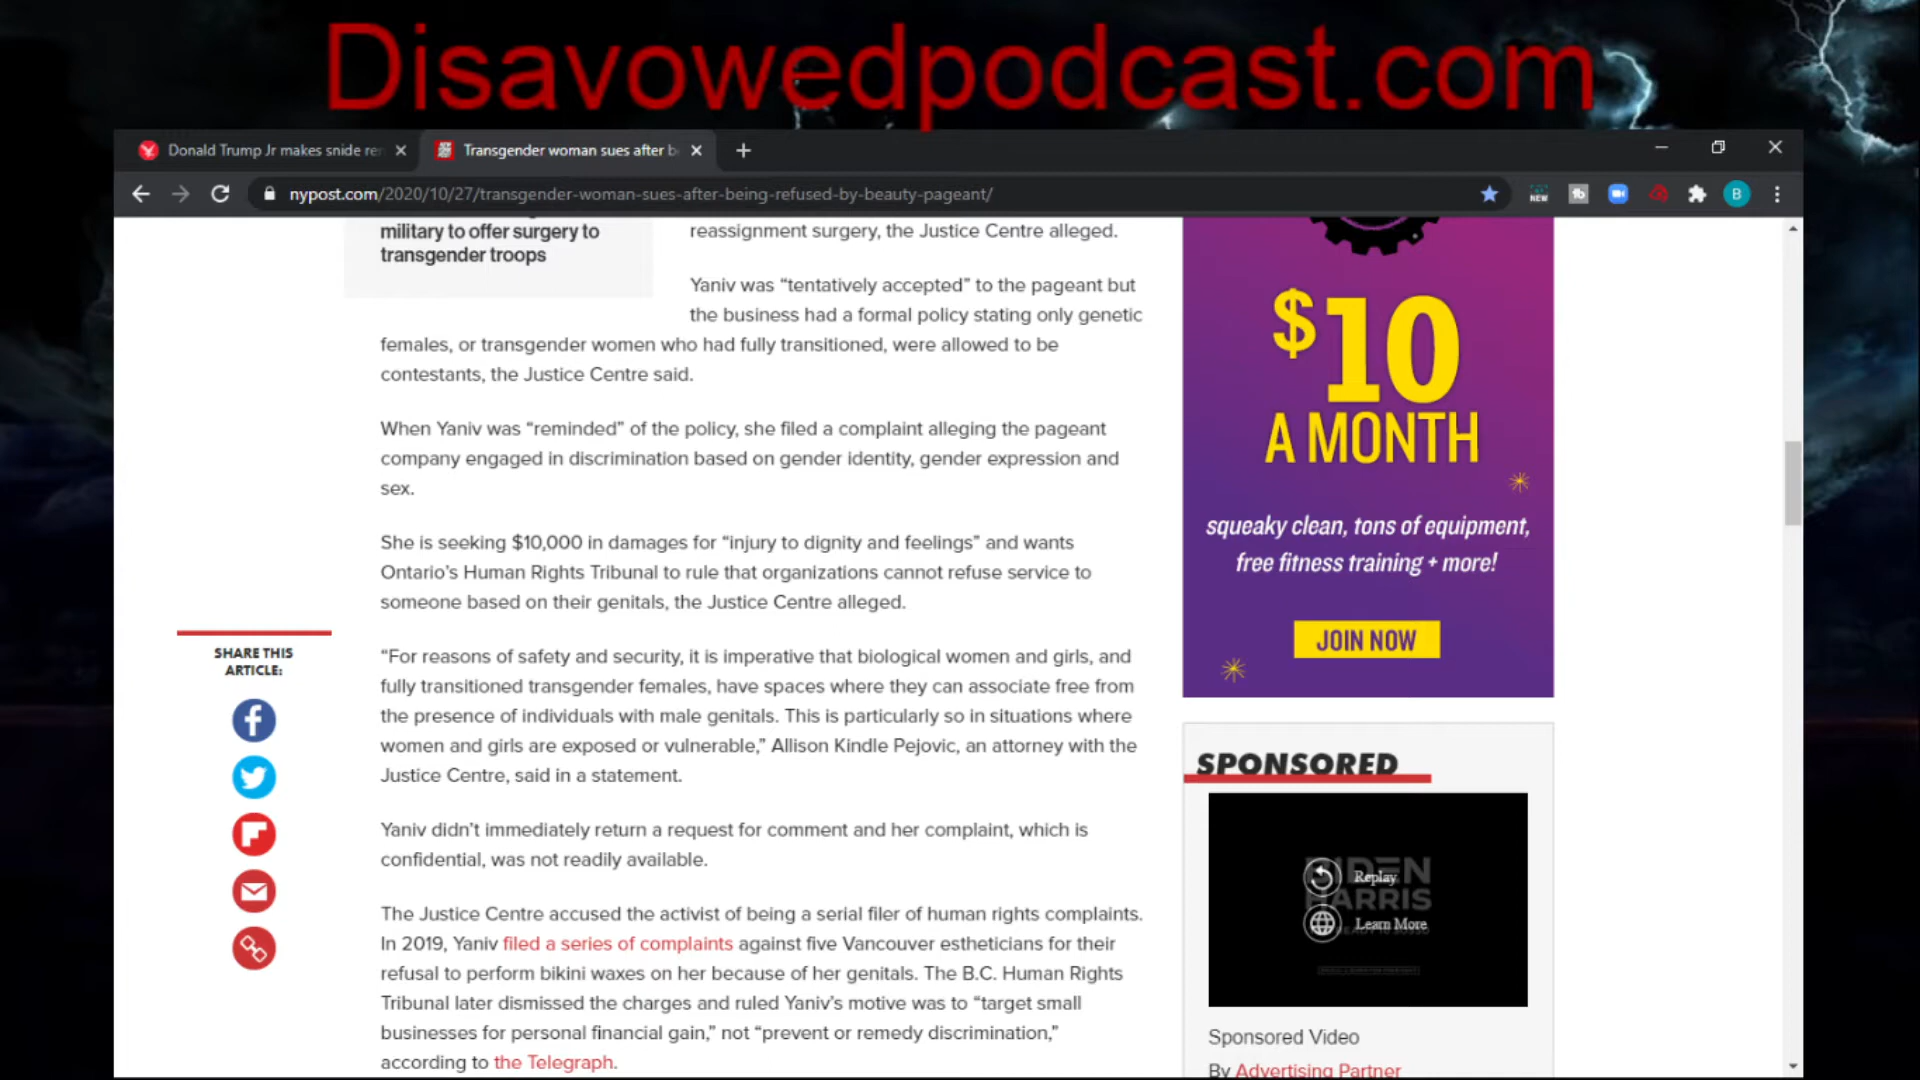 Disavowedpodcast.com
Donald Trump Jr makes snide
Transgender woman sues after
nypost.com/2020/10/27/transgender-woman-sues-after-being-refused-by-beauty-pageant/
NEW
B
military to offer surgery to
transgender troops
reassignment surgery, the Justice Centre alleged.
Yaniv was “tentatively accepted” to the pageant but
the business had a formal policy stating only genetic
females, or transgender women who had fully transitioned, were allowed to be
contestants, the Justice Centre said.
When Yaniv was “reminded” of the policy, she filed a complaint alleging the pageant
company engaged in discrimination based on gender identity, gender expression and
sex.
She is seeking $10,000 in damages for “injury to dignity and feelings” and wants
Ontario’s Human Rights Tribunal to rule that organizations cannot refuse service to
someone based on their genitals, the Justice Centre alleged.
“For reasons of safety and security, it is imperative that biological women and girls, and
fully transitioned transgender females, have spaces where they can associate free from
the presence of individuals with male genitals. This is particularly so in situations where
women and girls are exposed or vulnerable,” Allison Kindle Pejovic, an attorney with the
Justice Centre, said in a statement.
Yaniv didn’t immediately return a request for comment and her complaint, which is
confidential, was not readily available.
The Justice Centre accused the activist of being a serial filer of human rights complaints.
In 2019, Yaniv filed a series of complaints against five Vancouver estheticians for their
refusal to perform bikini waxes on her because of her genitals. The B.C. Human Rights
Tribunal later dismissed the charges and ruled Yaniv’s motive was to “target small
businesses for personal financial gain,” not “prevent or remedy discrimination,”
according to the Telegraph.
SHARE THIS
ARTICLE:
$10
A MONTH
squeaky clean, tons of equipment,
free fitness training + more!
JOIN NOW
SPONSORED
BIDEN
HARRIS
Replay
Learn More
Sponsored Video
By Advertising Partner